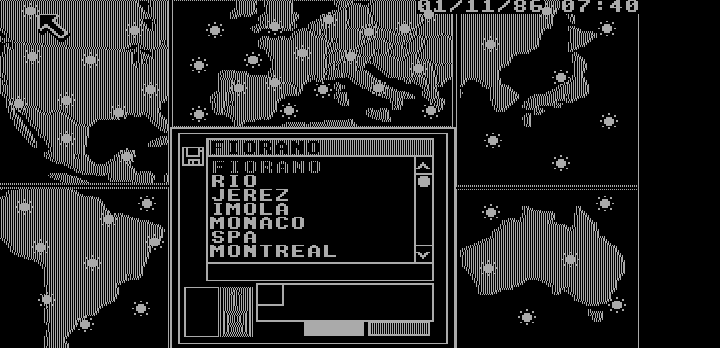 01/11/86 07:40
FIORANO
FIORANO
RIO
JEREZ
IMOLA
MONACO
SPA
MONTREAL